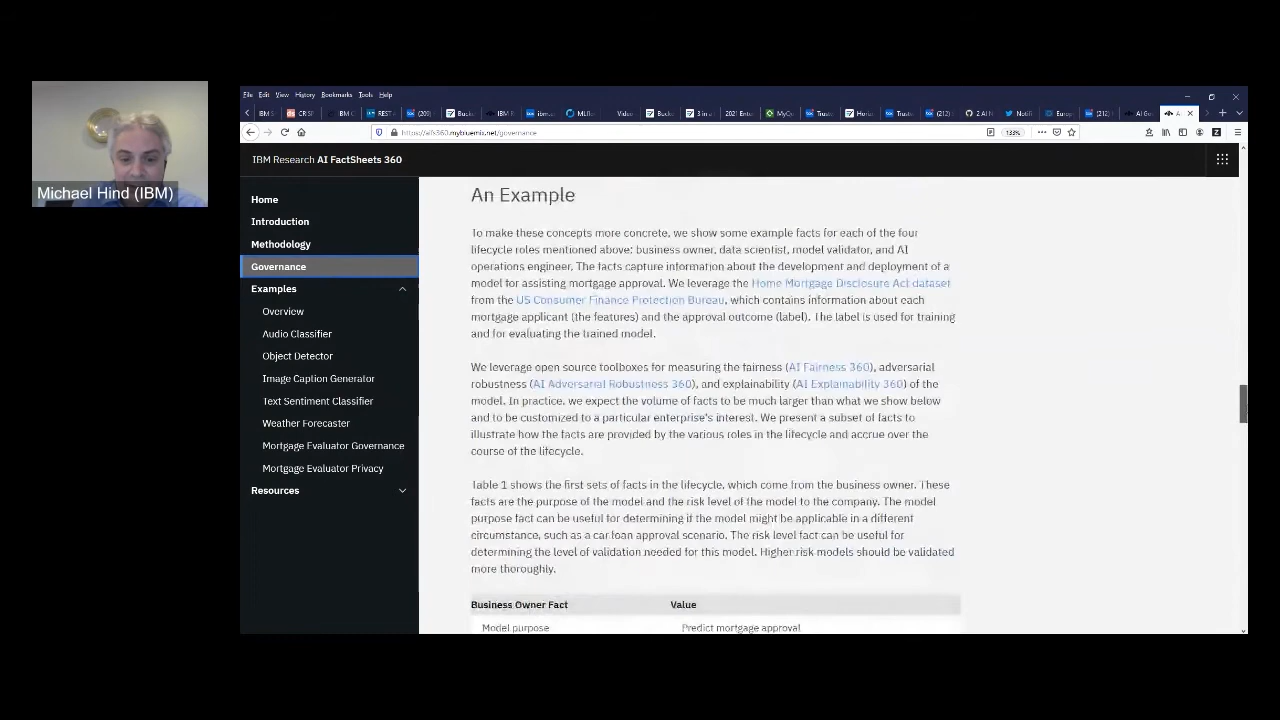 Michael Hind (IBM)
File Edit View History Bookmarks Tools Help
https://aifs360.mybluemix.net/governance
133%
IBM Research AI FactSheets 360
Home
Introduction
Methodology
Governance
Examples
Overview
Audio Classifier
Object Detector
Image Caption Generator
Text Sentiment Classifier
Weather Forecaster
Mortgage Evaluator Governance
Mortgage Evaluator Privacy
Resources
An Example
To make these concepts more concrete, we show some example facts for each of the four
lifecycle roles mentioned above: business owner, data scientist, model validator, and AI
operations engineer. The facts capture information about the development and deployment of a
model for assisting mortgage approval. We leverage the Home Mortgage Disclosure Act dataset
from the US Consumer Finance Protection Bureau, which contains information about each
mortgage applicant (the features) and the approval outcome (label). The label is used for training
and for evaluating the trained model.
We leverage open source toolboxes for measuring the fairness (AI Fairness 360), adversarial
robustness (AI Adversarial Robustness 360), and explainability (AI Explainability 360) of the
model. In practice, we expect the volume of facts to be much larger than what we show below
and to be customized to a particular enterprise's interest. We present a subset of facts to
illustrate how the facts are provided by the various roles in the lifecycle and accrue over the
course of the lifecycle.
Table 1 shows the first sets of facts in the lifecycle, which come from the business owner. These
facts are the purpose of the model and the risk level of the model to the company. The model
purpose fact can be useful for determining if the model might be applicable in a different
circumstance, such as a car loan approval scenario. The risk level fact can be useful for
determining the level of validation needed for this model. Higher risk models should be validated
more thoroughly.
Business Owner Fact Value
Model purpose Predict mortgage approval